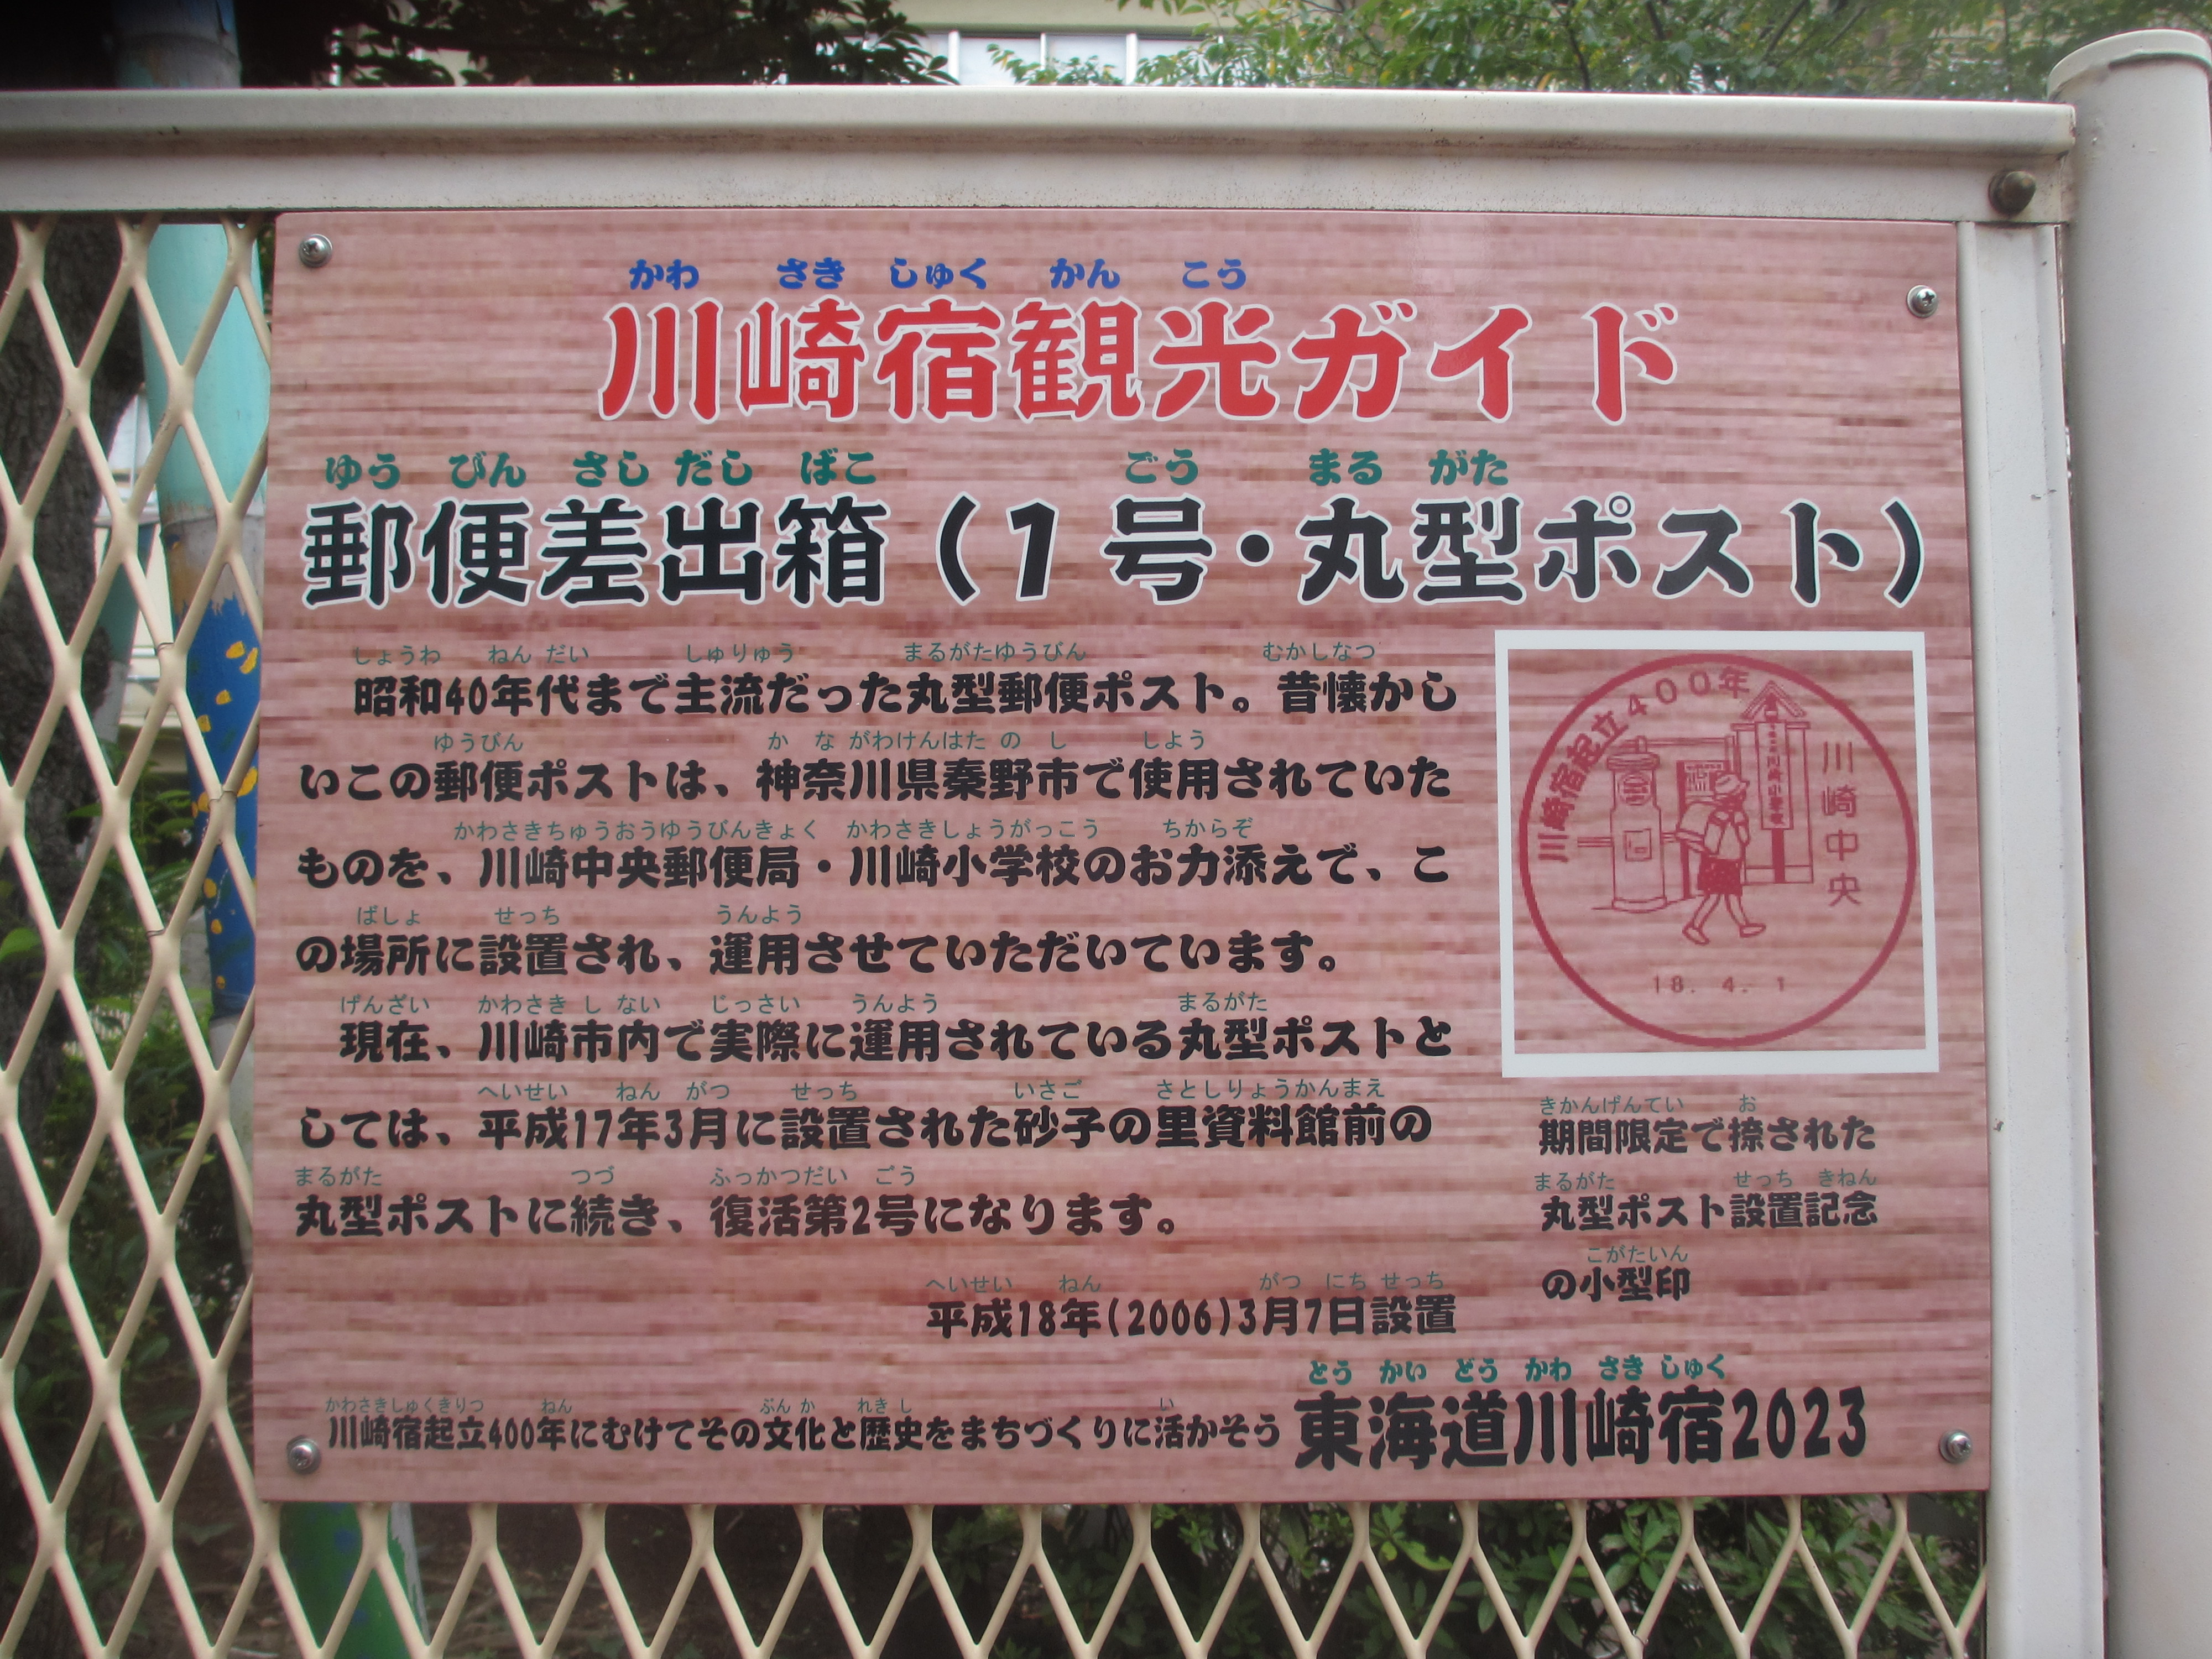 かわ さき しゅく かん こう
川崎宿観光ガイド
ゆう びん さし だし ばこ ごう まる がた
郵便差出箱(1号・丸型ポスト)
しょうわ ねん だい しゅりゅう まるがたゆうびん むかしなつ
昭和40年代まで主流だった丸型郵便ポスト。昔懐かし
ゆうびん か な がわけんはた の し しよう
いこの郵便ポストは、神奈川県秦野市で使用されていた
かわさきちゅうおうゆうびんきょく かわさきしょうがっこう ちからぞ
ものを、川崎中央郵便局・川崎小学校のお力添えで、こ
ばしょ せっち うんよう
の場所に設置され、運用させていただいています。
げんざい かわさき し ない じっさい うんよう まるがた
現在、川崎市内で実際に運用されている丸型ポストと
へいせい ねん がつ せっち いさご さとしりょうかんまえ
しては、平成17年3月に設置された砂子の里資料館前の
まるがた つづ ふっかつだい ごう
丸型ポストに続き、復活第2号になります。
へいせい ねん がつ にち せっち
平成18年(2006)3月7日設置
川崎宿起立400年
川崎中央
川崎小学校
18. 4. 1
きかんげんてい お
期間限定で捺された
まるがた せっち きねん
丸型ポスト設置記念
こがたいん
の小型印
かわさきしゅくきりつ ねん ぶん か れき し い
川崎宿起立400年にむけてその文化と歴史をまちづくりに活かそう
とう かい どう かわ さき しゅく
東海道川崎宿2023